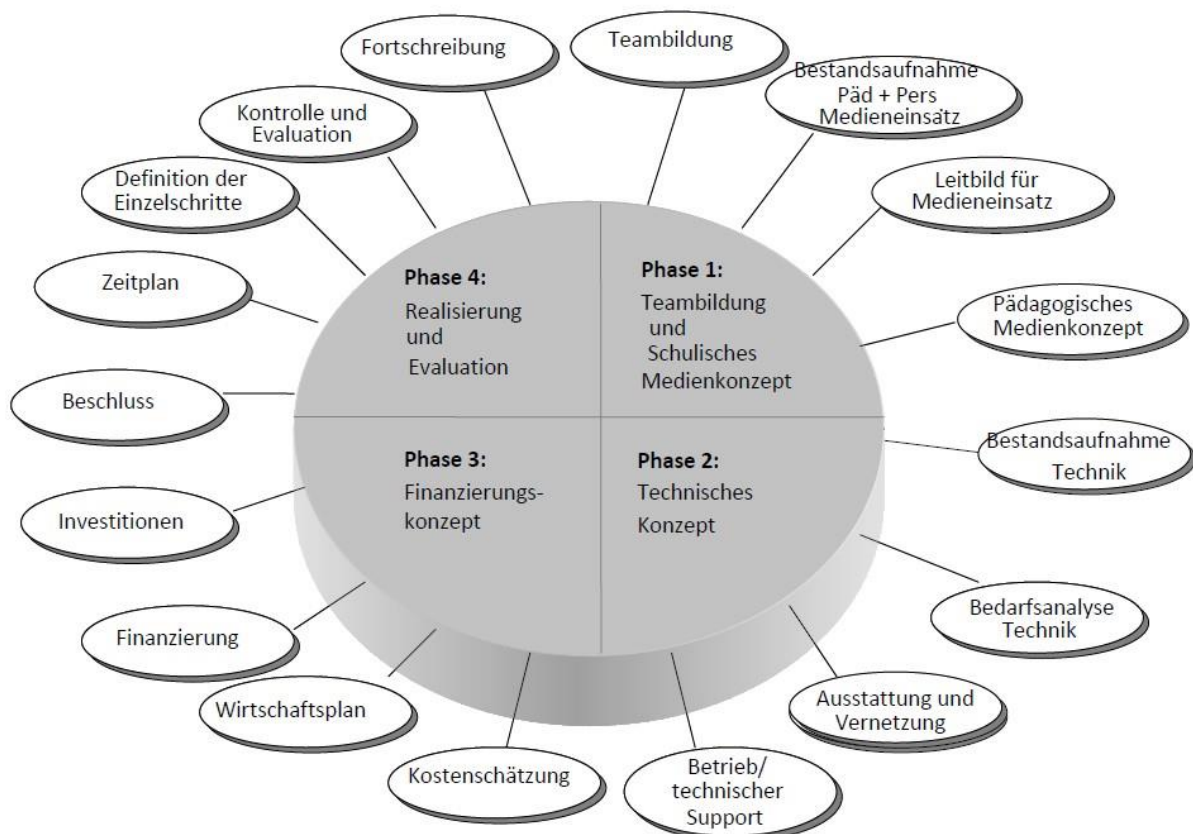 Fortschreibung
Teambildung
Bestandsaufnahme
Päd + Pers
Medieneinsatz
Kontrolle und
Evaluation
Leitbild für
Medieneinsatz
Definition der
Einzelschritte
Zeitplan
Pädagogisches
Medienkonzept
Phase 4:
Realisierung
und
Evaluation
Phase 1:
Teambildung
und
Schulisches
Medienkonzept
Beschluss
Bestandsaufnahme
Technik
Phase 3:
Finanzierungs-
konzept
Phase 2:
Technisches
Konzept
Investitionen
Bedarfsanalyse
Technik
Finanzierung
Ausstattung und
Vernetzung
Wirtschaftsplan
Kostenschätzung
Betrieb/
technischer
Support